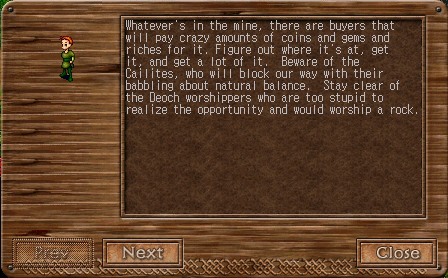 Whatever's in the mine, there are buyers that
will pay crazy amounts of coins and gems and
riches for it. Figure out where it's at, get
it, and get a lot of it.  Beware of the
Cailites, who will block our way with their
babbling about natural balance.  Stay clear of
the Deoch worshippers who are too stupid to
realize the opportunity and would worship a rock.
Prev Next Close